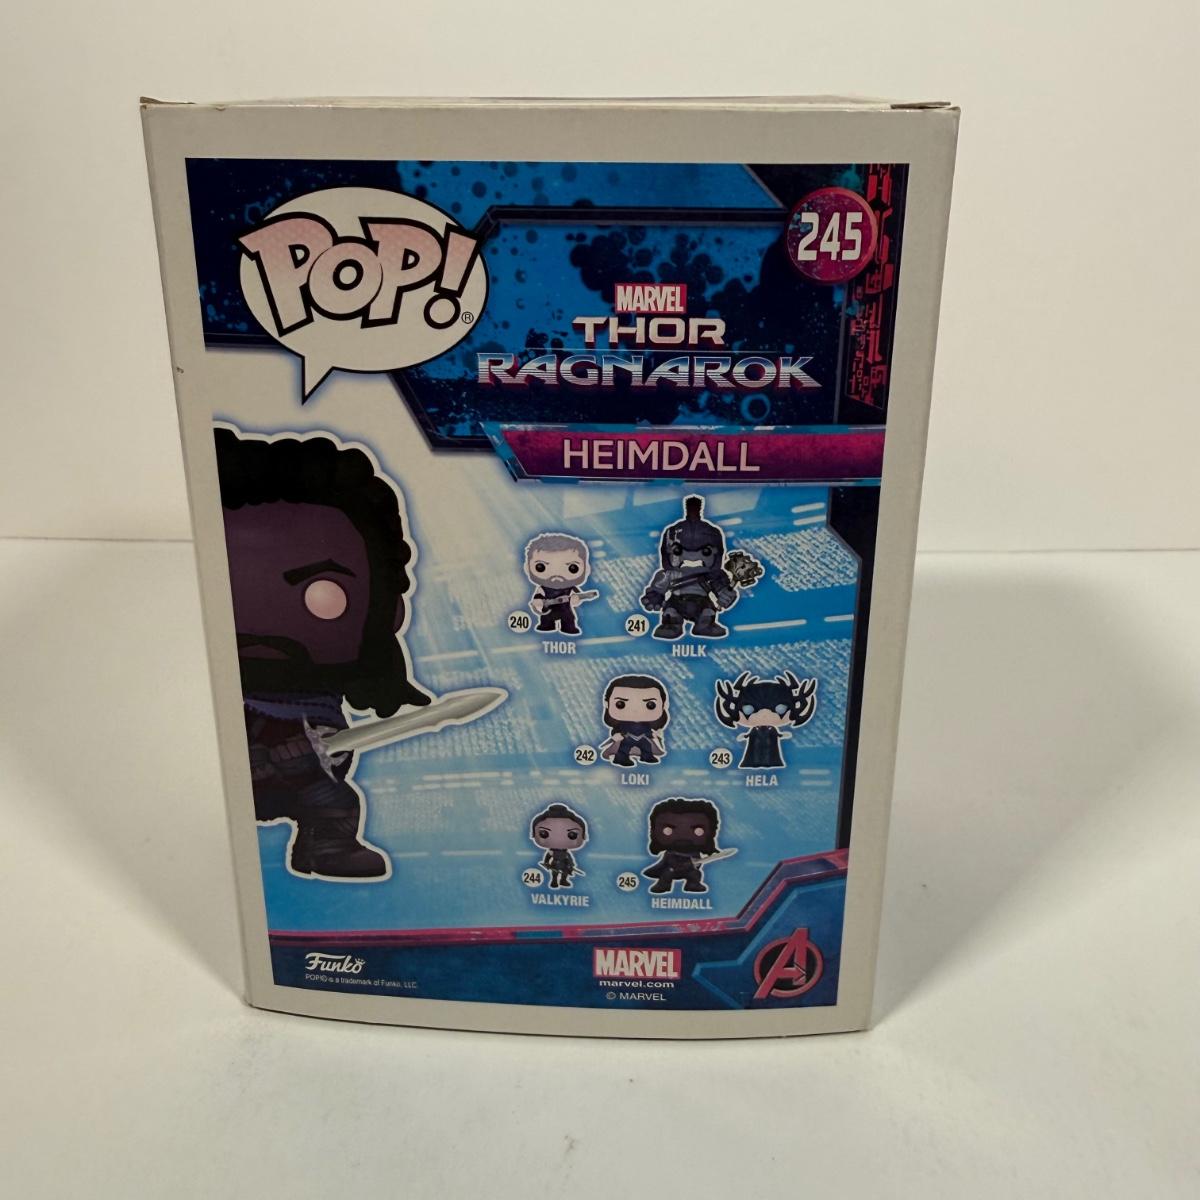 POP!®
245
MARVEL
THOR
RAGNAROK
HEIMDALL
240
THOR
241
HULK
242
LOKI
243
HELA
244
VALKYRIE
245
HEIMDALL
Funko
POP!© is a trademark of Funko, LLC.
MARVEL
marvel.com
© MARVEL